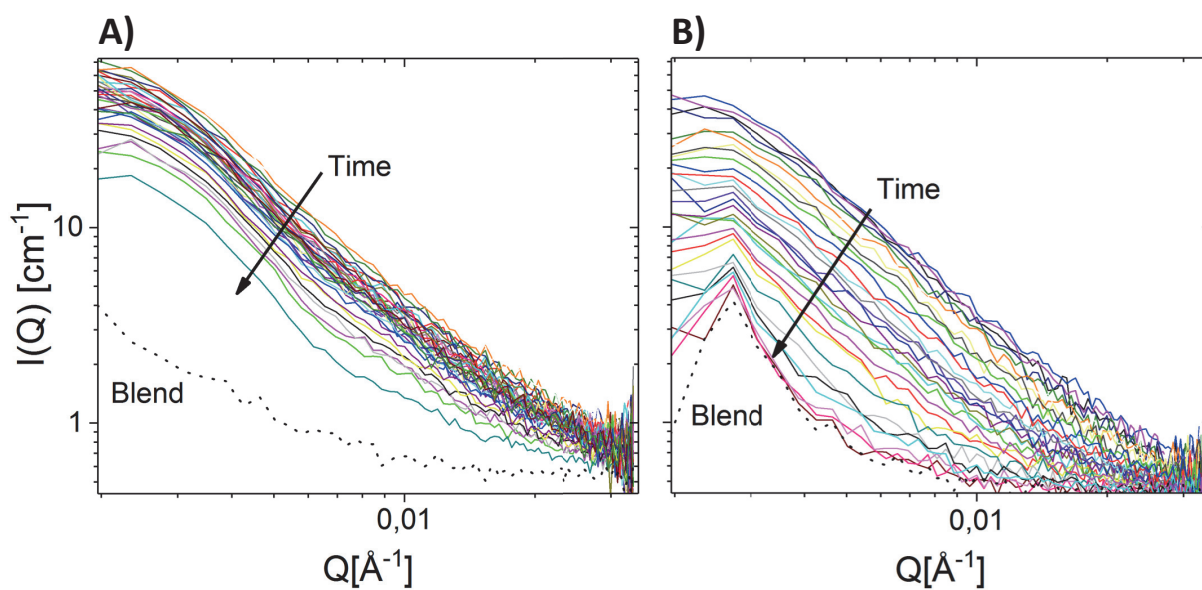 A)
B)
I(Q) [cm⁻¹]
10
1
Time
Blend
0,01
Q[Å⁻¹]
Time
Blend
0,01
Q[Å⁻¹]